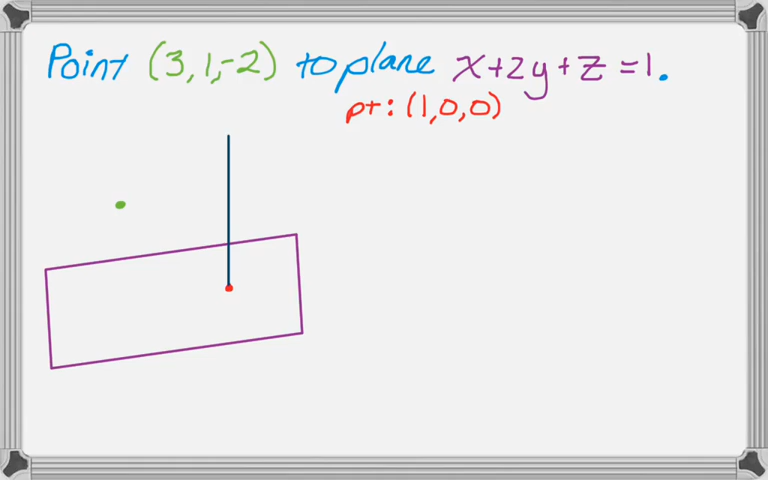 Point (3,1,-2) to plane x+2y+z=1.
pt: (1,0,0)